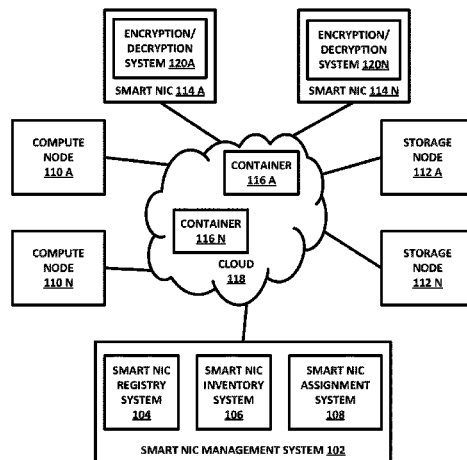 ENCRYPTION/
DECRYPTION
SYSTEM 120A
SMART NIC 114 A
ENCRYPTION/
DECRYPTION
SYSTEM 120N
SMART NIC 114 N
COMPUTE
NODE
110 A
CONTAINER
116 A
STORAGE
NODE
112 A
COMPUTE
NODE
110 N
CONTAINER
116 N
CLOUD
118
STORAGE
NODE
112 N
SMART NIC
REGISTRY
SYSTEM
104
SMART NIC
INVENTORY
SYSTEM
106
SMART NIC
ASSIGNMENT
SYSTEM
108
SMART NIC MANAGEMENT SYSTEM 102